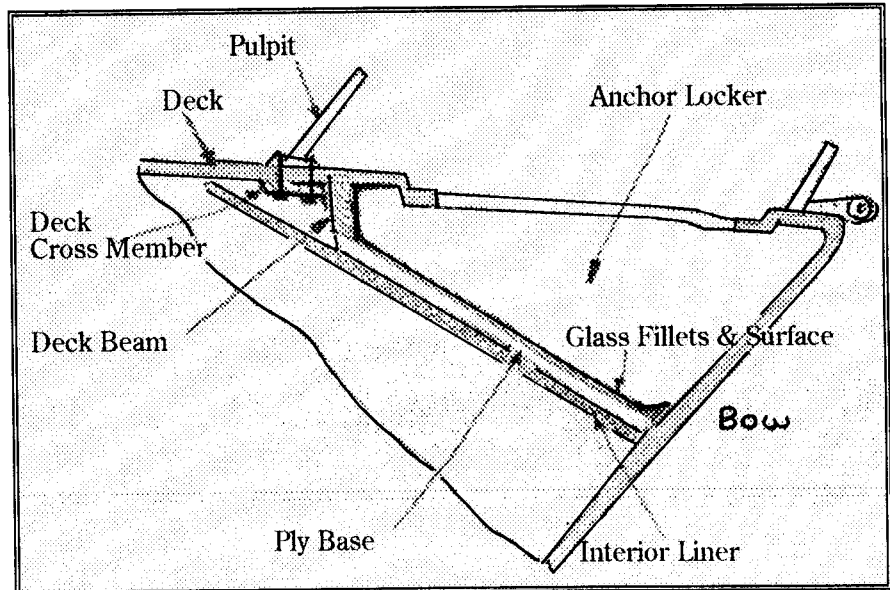 Pulpit
Deck
Anchor Locker
Deck
Cross Member
Deck Beam
Glass Fillets & Surface
Bow
Ply Base
Interior Liner